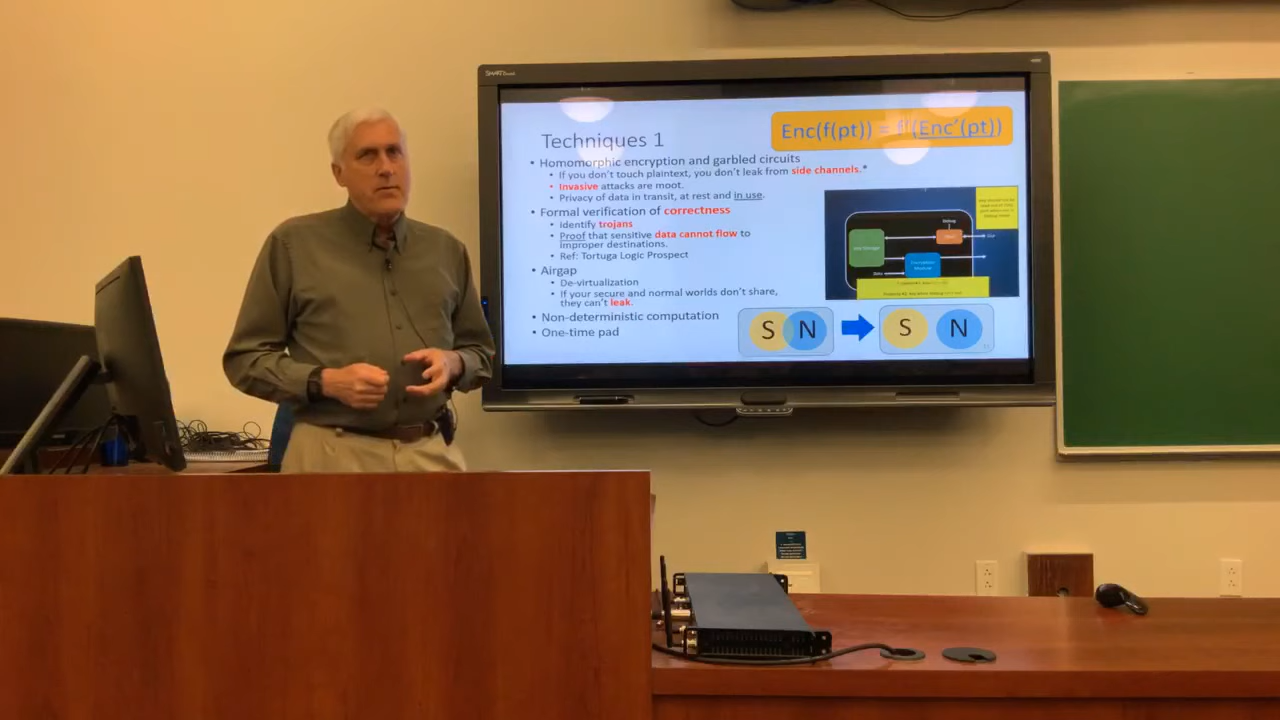 SMART Board
Techniques 1
Enc(f(pt)) = f'(Enc'(pt))
• Homomorphic encryption and garbled circuits
• If you don't touch plaintext, you don't leak from side channels.*
• Invasive attacks are moot.
• Privacy of data in transit, at rest and in use.
• Formal verification of correctness
• Identify trojans
• Proof that sensitive data cannot flow to
improper destinations.
• Ref: Tortuga Logic Prospect
• Airgap
• De-virtualization
• If your secure and normal worlds don't share,
they can't leak.
• Non-deterministic computation
• One-time pad
S N
S N